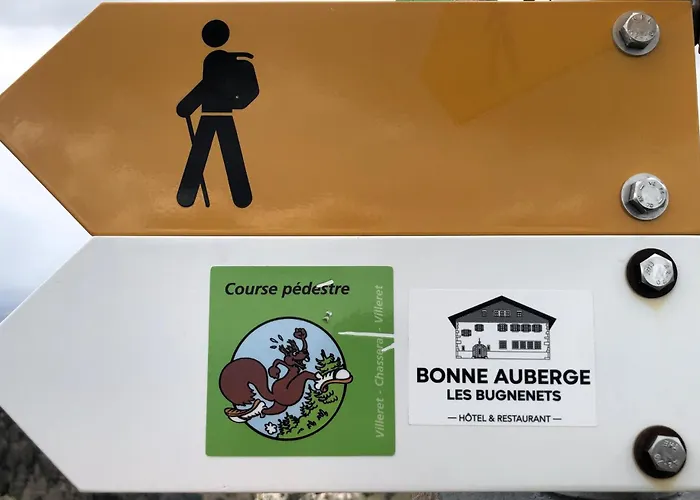 Course pédestre
Villeret - Chasseral - Villeret
BONNE AUBERGE
LES BUGNENETS
— HÔTEL & RESTAURANT —